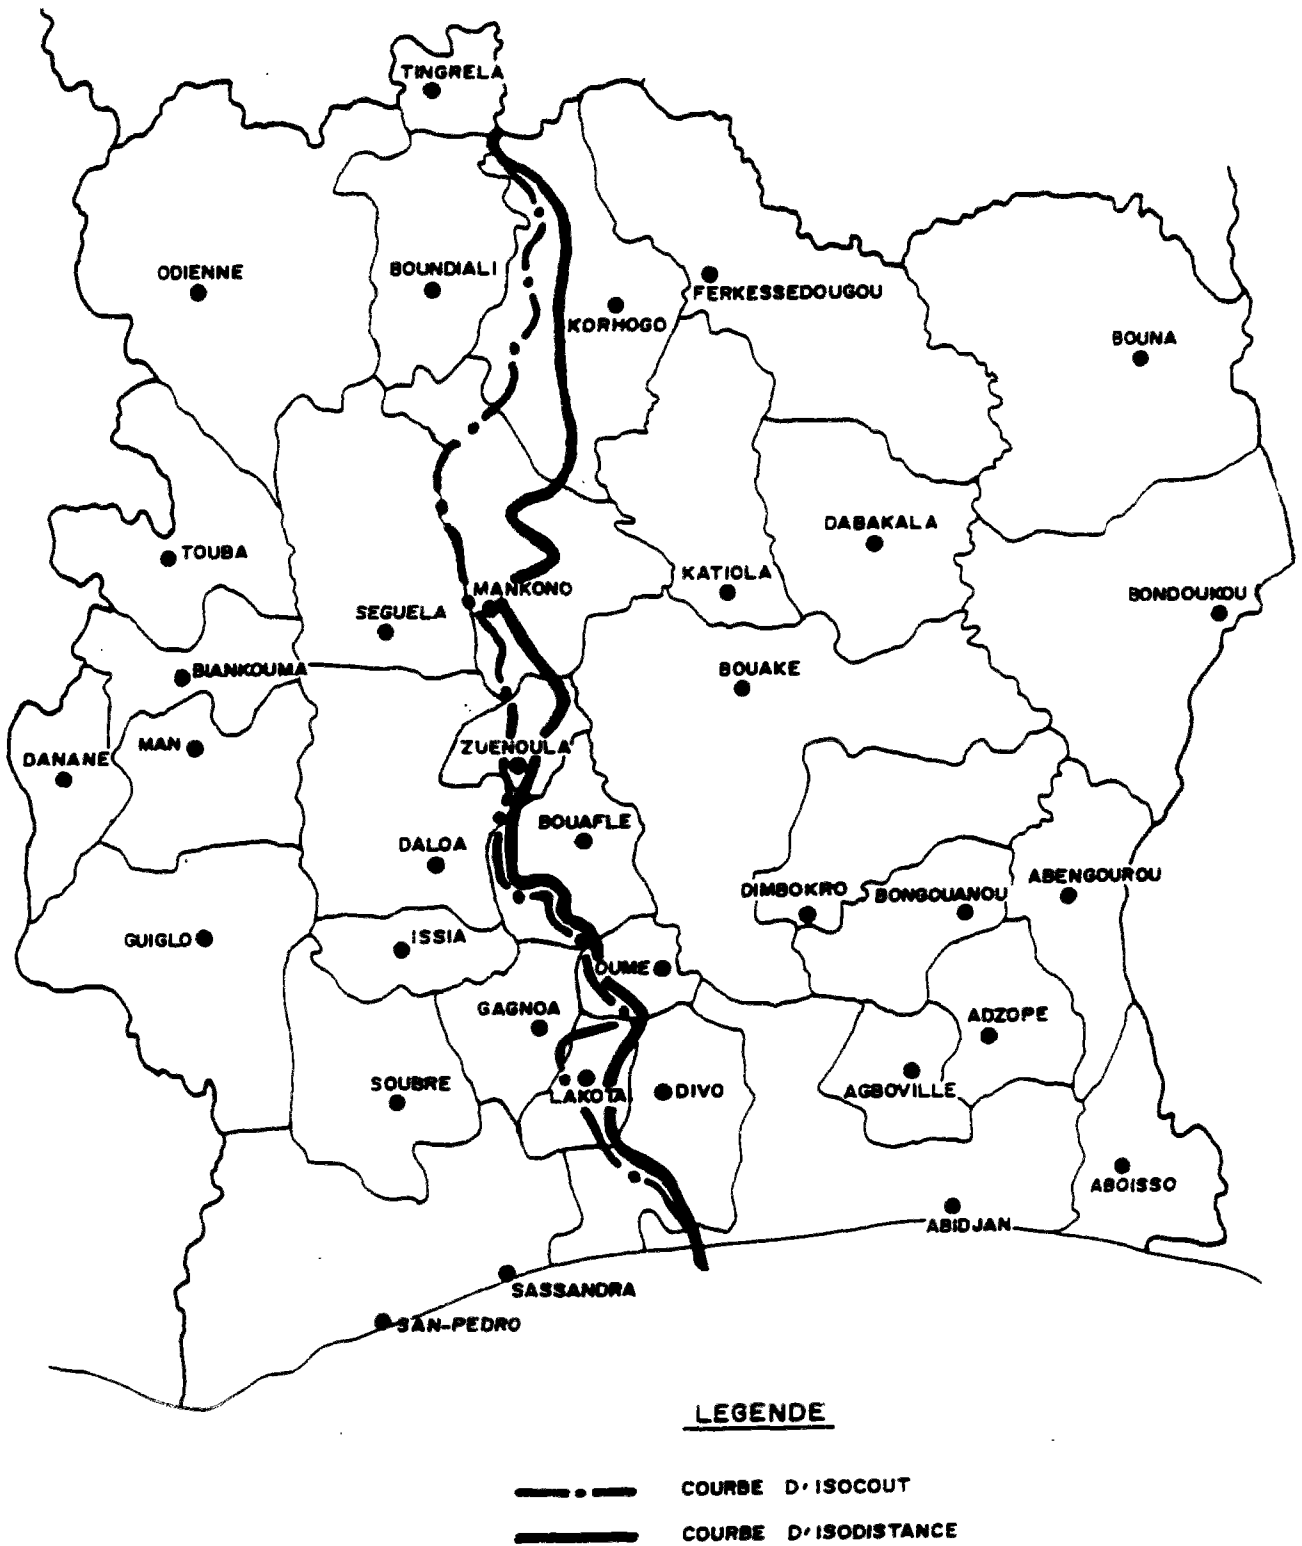 TINGRELA
ODIENNE
BOUNDIALI
FERKESSEDOUGOU
KORHOGO
BOUNA
DABAKALA
TOUBA
KATIOLA
MANKONO
BONDOUKOU
SEGUELA
BIANKOUMA
BOUAKE
MAN
ZUENOULA
DANANE
BOUAFLE
DALOA
ABENGOUROU
DIMBOKRO
BONGOUANOU
GUIGLO
ISSIA
OUME
GAGNOA
ADZOPE
SOUBRE
LAKOTA
DIVO
AGBOVILLE
ABOISSO
ABIDJAN
SASSANDRA
SAN-PEDRO
LEGENDE
COURBE D'ISOCOUT
COURBE D'ISODISTANCE